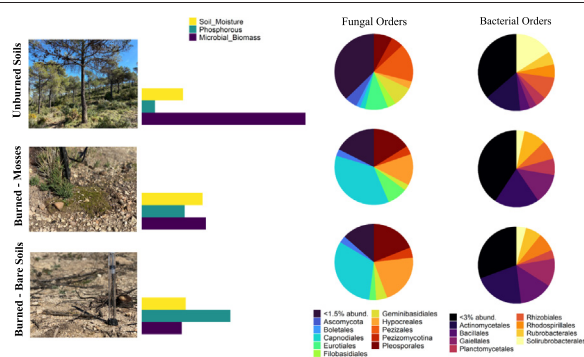 Soil_Moisture
Phosphorous
Microbial_Biomass
Fungal Orders
Bacterial Orders
Unburned Soils
Burned - Mosses
Burned - Bare Soils
<1.5% abund.
Ascomycota
Boletales
Capnodiales
Eurotiales
Filobasidiales
Geminibasidiales
Hypocreales
Pezizales
Pezizomycotina
Pleosporales
<3% abund.
Actinomycetales
Bacillales
Gaiellales
Planctomycetales
Rhizobiales
Rhodospirillales
Rubrobacterales
Solirubrobacterales